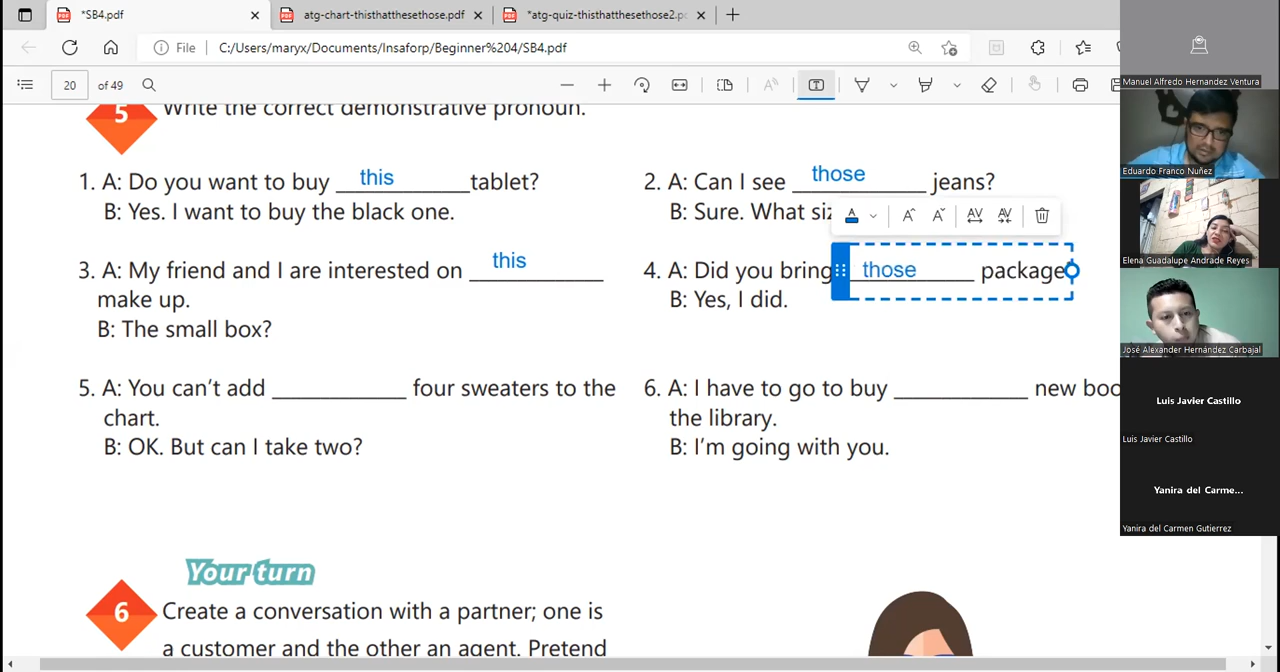 *SB4.pdf
atg-chart-thisthatthesethose.pdf
*atg-quiz-thisthatthesethose2.pc
File
C:/Users/maryx/Documents/Insaforp/Beginner%204/SB4.pdf
20 of 49
5 Write the correct demonstrative pronoun.
1. A: Do you want to buy this tablet?
B: Yes. I want to buy the black one.
2. A: Can I see those jeans?
B: Sure. What siz
3. A: My friend and I are interested on this
make up.
B: The small box?
4. A: Did you bring those package
B: Yes, I did.
5. A: You can't add __________ four sweaters to the
chart.
B: OK. But can I take two?
6. A: I have to go to buy __________ new boo
the library.
B: I'm going with you.
Your turn
6 Create a conversation with a partner; one is
a customer and the other an agent. Pretend
Manuel Alfredo Hernandez Ventura
Eduardo Franco Nuñez
Elena Guadalupe Andrade Reyes
José Alexander Hernández Carbajal
Luis Javier Castillo
Luis Javier Castillo
Yanira del Carme...
Yanira del Carmen Gutierrez